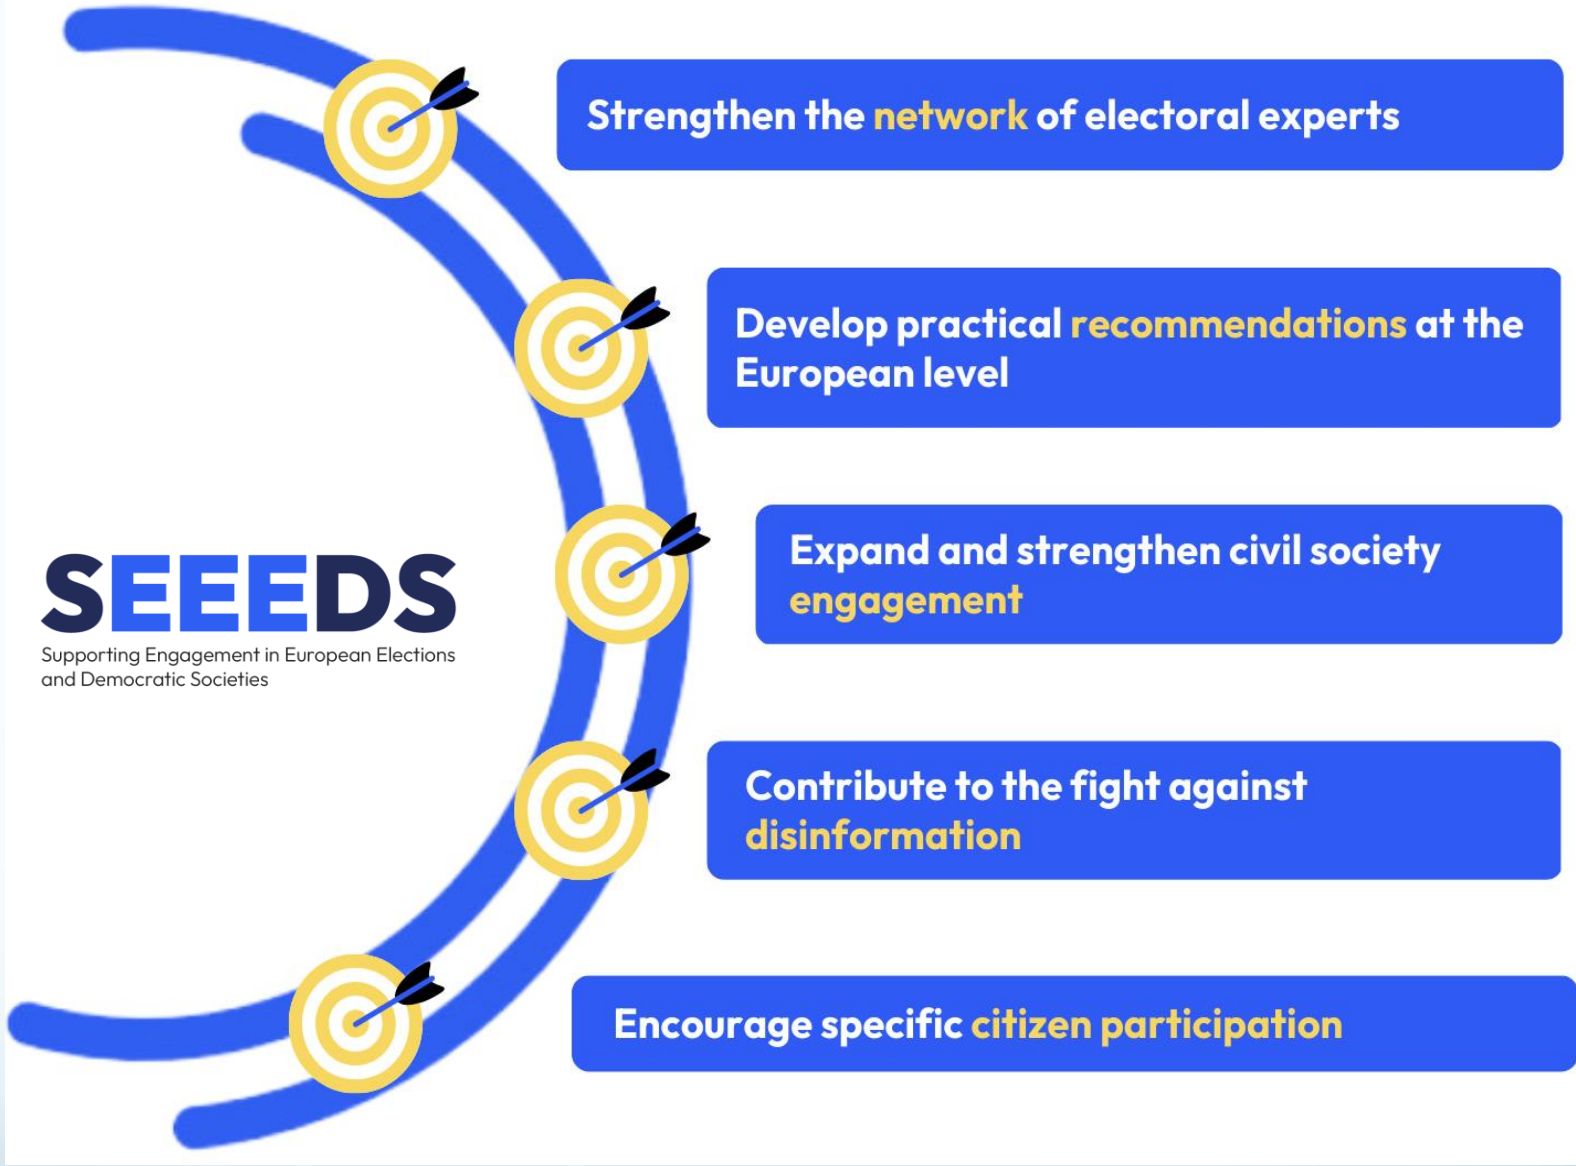 Strengthen the network of electoral experts
Develop practical recommendations at the
European level
SEEEDS
Supporting Engagement in European Elections
and Democratic Societies
Expand and strengthen civil society
engagement
Contribute to the fight against
disinformation
Encourage specific citizen participation